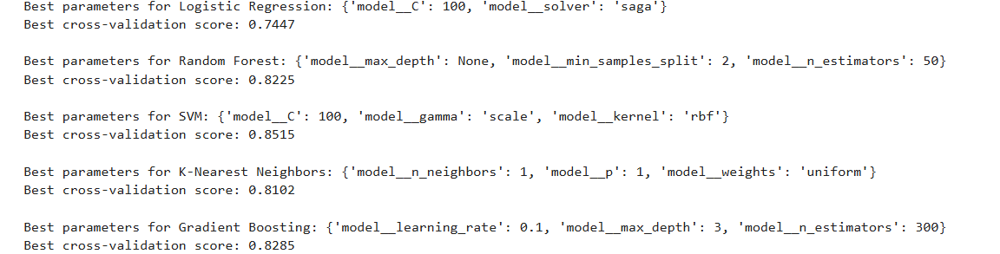 Best parameters for Logistic Regression: {'model__C': 100, 'model__solver': 'saga'}
Best cross-validation score: 0.7447
Best parameters for Random Forest: {'model__max_depth': None, 'model__min_samples_split': 2, 'model__n_estimators': 50}
Best cross-validation score: 0.8225
Best parameters for SVM: {'model__C': 100, 'model__gamma': 'scale', 'model__kernel': 'rbf'}
Best cross-validation score: 0.8515
Best parameters for K-Nearest Neighbors: {'model__n_neighbors': 1, 'model__p': 1, 'model__weights': 'uniform'}
Best cross-validation score: 0.8102
Best parameters for Gradient Boosting: {'model__learning_rate': 0.1, 'model__max_depth': 3, 'model__n_estimators': 300}
Best cross-validation score: 0.8285